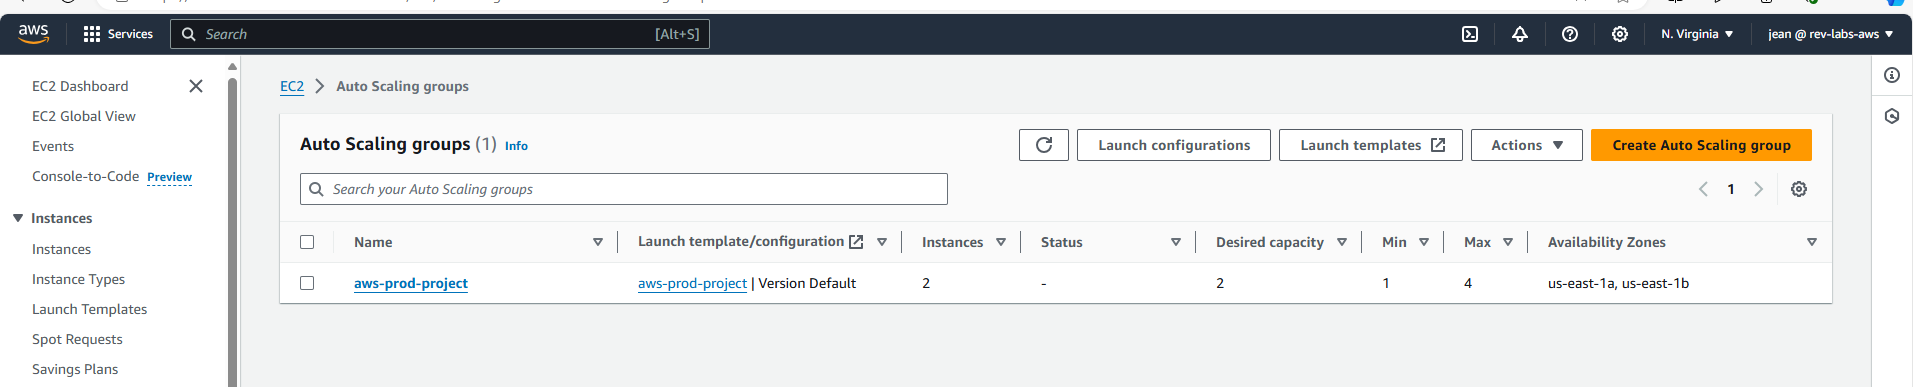 aws Services Search [Alt+S] N. Virginia jean @ rev-labs-aws
EC2 Dashboard
EC2 Global View
Events
Console-to-Code Preview
Instances
Instances
Instance Types
Launch Templates
Spot Requests
Savings Plans
EC2 Auto Scaling groups
Auto Scaling groups (1) Info Launch configurations Launch templates Actions Create Auto Scaling group
Search your Auto Scaling groups 1
Name Launch template/configuration Instances Status Desired capacity Min Max Availability Zones
aws-prod-project aws-prod-project | Version Default 2 - 2 1 4 us-east-1a, us-east-1b